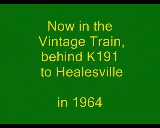 Now in the
Vintage Train,
behind K191
to Healesville
in 1964